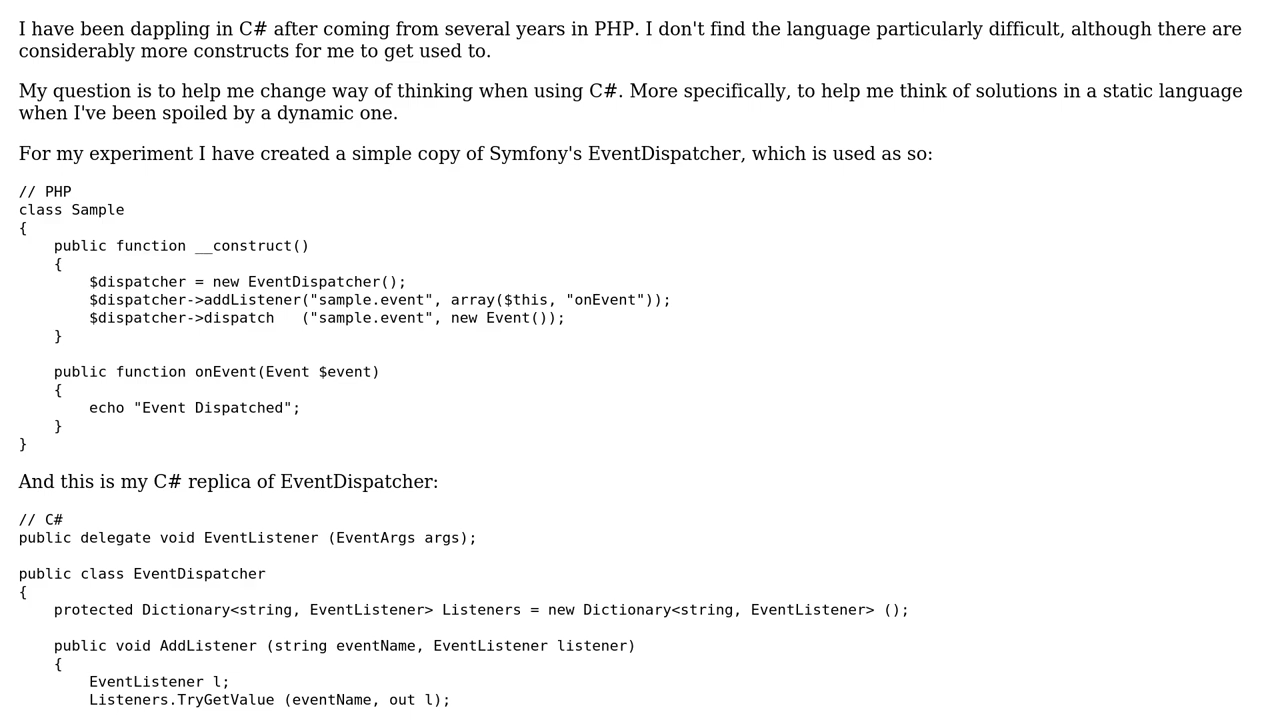 I have been dappling in C# after coming from several years in PHP. I don't find the language particularly difficult, although there are
considerably more constructs for me to get used to.
My question is to help me change way of thinking when using C#. More specifically, to help me think of solutions in a static language
when I've been spoiled by a dynamic one.
For my experiment I have created a simple copy of Symfony's EventDispatcher, which is used as so:
// PHP
class Sample
{
    public function __construct()
    {
        $dispatcher = new EventDispatcher();
        $dispatcher->addListener("sample.event", array($this, "onEvent"));
        $dispatcher->dispatch   ("sample.event", new Event());
    }

    public function onEvent(Event $event)
    {
        echo "Event Dispatched";
    }
}
And this is my C# replica of EventDispatcher:
// C#
public delegate void EventListener (EventArgs args);

public class EventDispatcher
{
    protected Dictionary<string, EventListener> Listeners = new Dictionary<string, EventListener> ();

    public void AddListener (string eventName, EventListener listener)
    {
        EventListener l;
        Listeners.TryGetValue (eventName, out l);